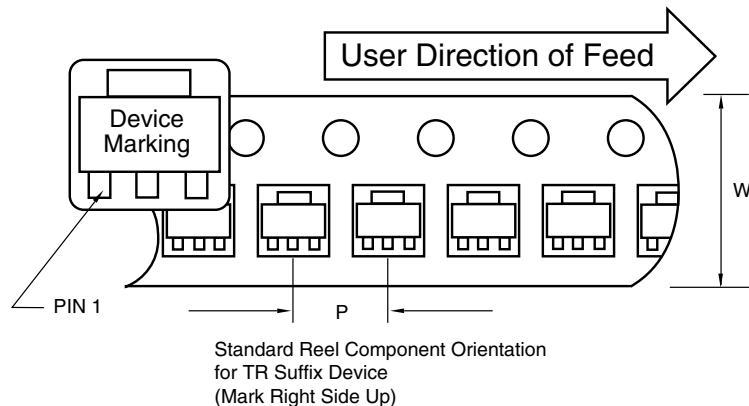 User Direction of Feed
Device
Marking
W
PIN 1
P
Standard Reel Component Orientation
for TR Suffix Device
(Mark Right Side Up)